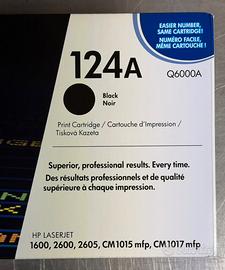 EASIER NUMBER,
SAME CARTRIDGE!
NUMÉRO FACILE,
MÊME CARTOUCHE !
124A
Q6000A
Black
Noir
Print Cartridge / Cartouche d'Impression /
Tisková Kazeta
Superior, professional results. Every time.
Des résultats professionels et de qualité
supérieure à chaque impression.
HP LASERJET
1600, 2600, 2605, CM1015 mfp, CM1017 mfp